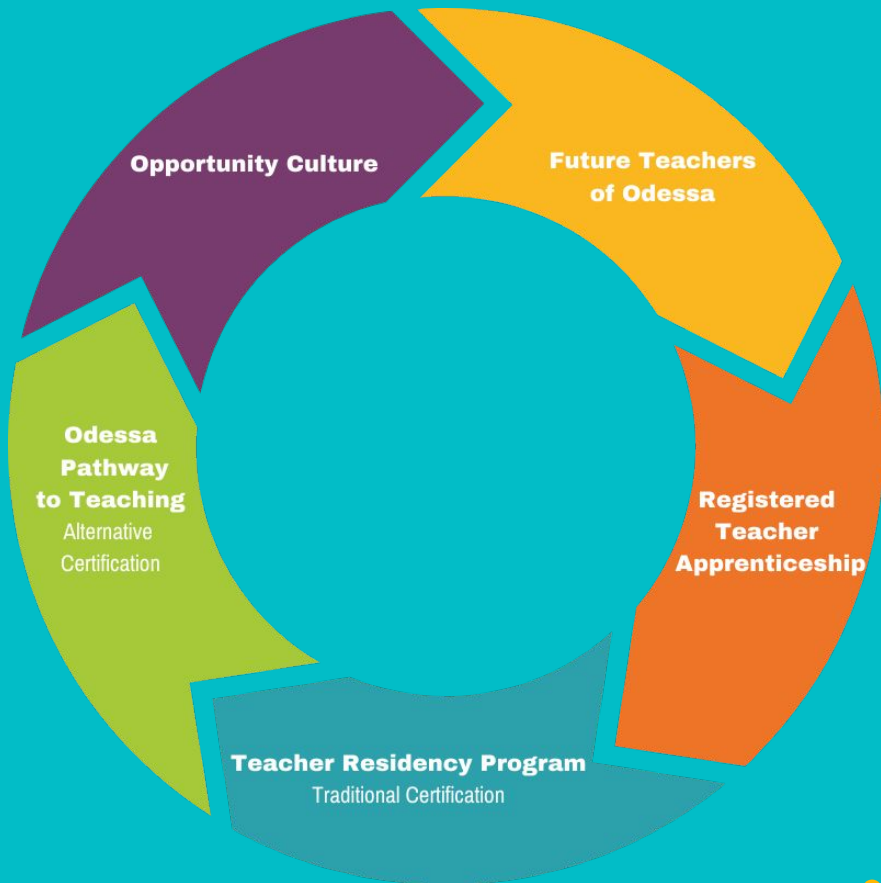 Opportunity Culture
Future Teachers
of Odessa
Registered
Teacher
Apprenticeship
Teacher Residency Program
Traditional Certification
Odessa
Pathway
to Teaching
Alternative
Certification